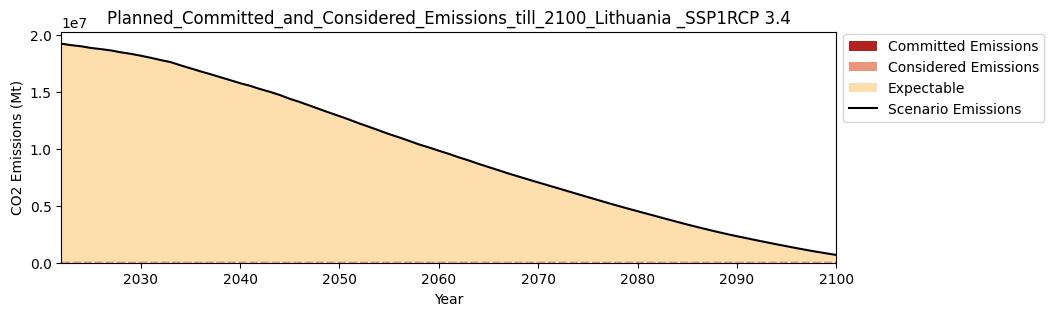 Planned_Committed_and_Considered_Emissions_till_2100_Lithuania _SSP1RCP 3.4
1e7
2.0
1.5
1.0
0.5
0.0
CO2 Emissions (Mt)
2030 2040 2050 2060 2070 2080 2090 2100
Year
Committed Emissions
Considered Emissions
Expectable
Scenario Emissions